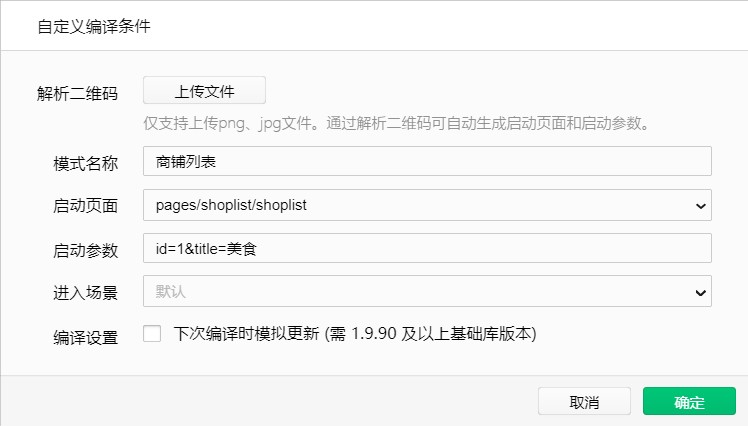 自定义编译条件
解析二维码 上传文件
仅支持上传png、jpg文件。通过解析二维码可自动生成启动页面和启动参数。
模式名称 商铺列表
启动页面 pages/shoplist/shoplist
启动参数 id=1&title=美食
进入场景 默认
编译设置 下次编译时模拟更新 (需 1.9.90 及以上基础库版本)
取消 确定